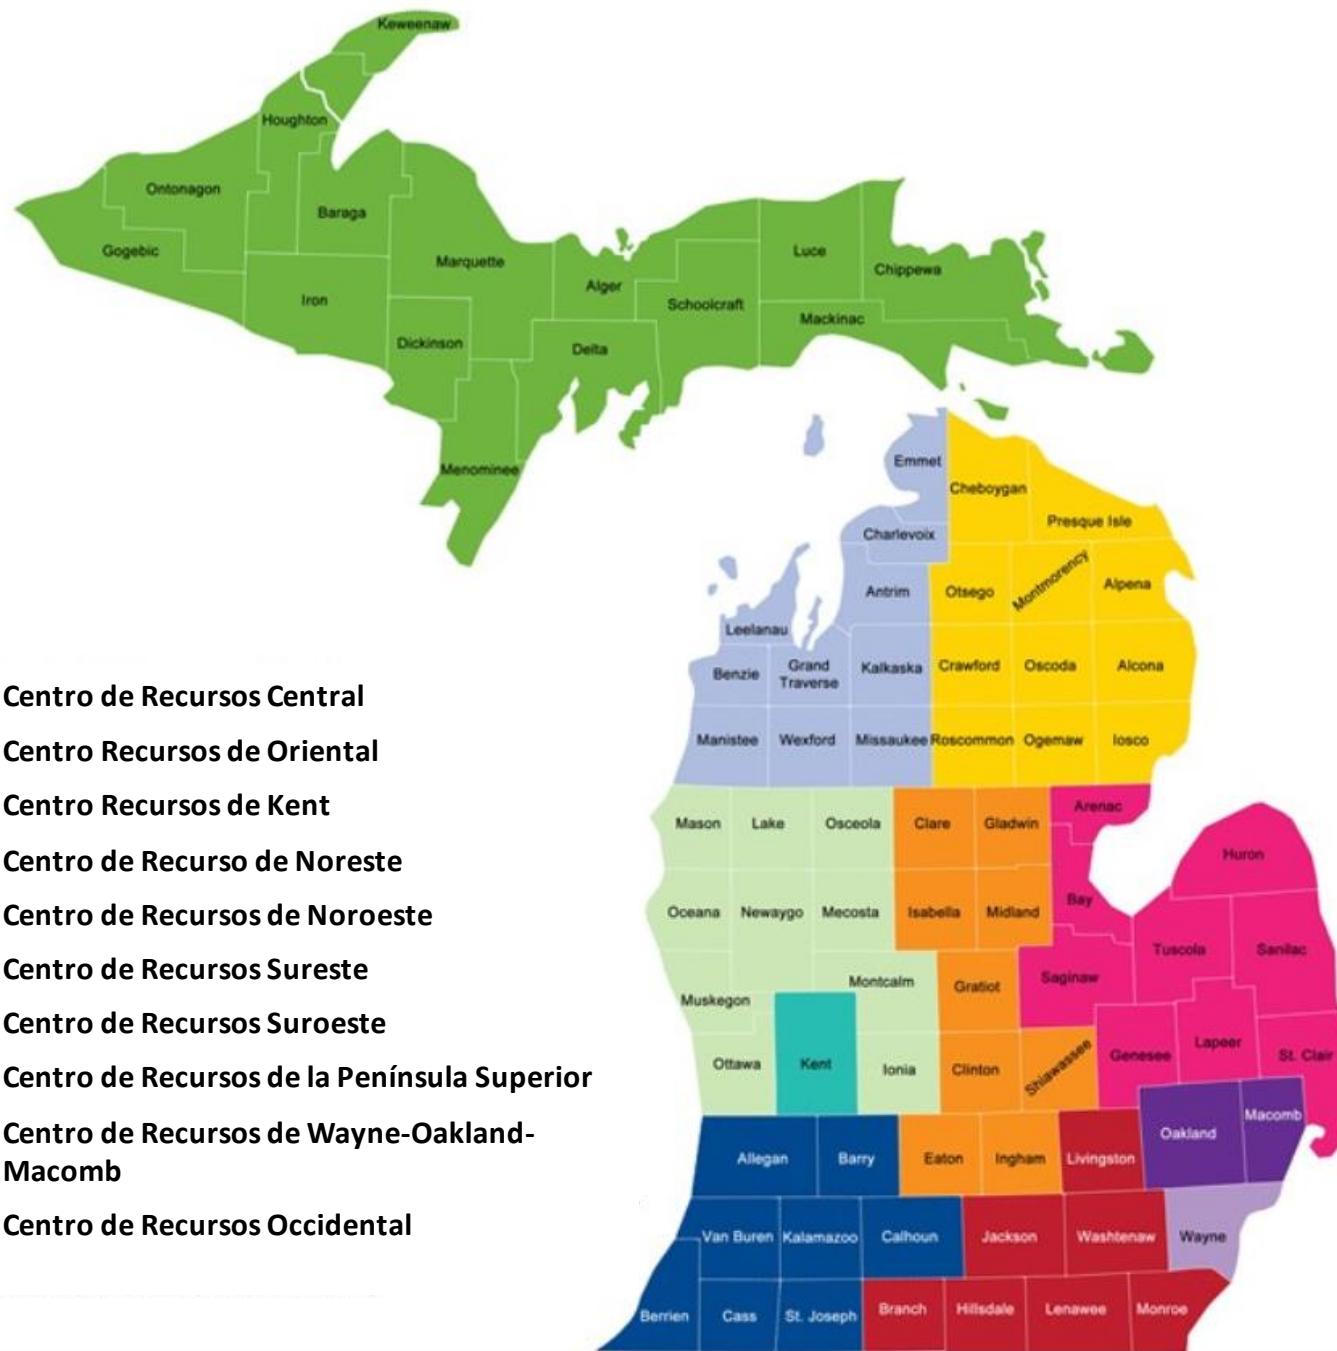 Keweenaw
Houghton
Ontonagon
Baraga
Gogebic
Marquette
Luce
Chippewa
Alger
Iron
Schoolcraft
Mackinac
Dickinson
Delta
Menominee
Emmet
Cheboygan
Presque Isle
Charlevoix
Antrim
Otsego
Montmorency
Alpena
Leelanau
Benzie
Grand
Traverse
Kalkaska
Crawford
Oscoda
Alcona
Manistee
Wexford
Missaukee
Roscommon
Ogemaw
Iosco
Centro de Recursos Central
Centro Recursos de Oriental
Centro Recursos de Kent
Centro de Recurso de Noreste
Centro de Recursos de Noroeste
Centro de Recursos Sureste
Centro de Recursos Suroeste
Centro de Recursos de la Península Superior
Centro de Recursos de Wayne-Oakland-
Macomb
Centro de Recursos Occidental
Mason
Lake
Osceola
Clare
Gladwin
Arenac
Huron
Oceana
Newaygo
Mecosta
Isabella
Midland
Bay
Tuscola
Sanilac
Muskegon
Montcalm
Gratiot
Saginaw
Ottawa
Kent
Ionia
Clinton
Shiawassee
Genesee
Lapeer
St. Clair
Allegan
Barry
Eaton
Ingham
Livingston
Oakland
Macomb
Van Buren
Kalamazoo
Calhoun
Jackson
Washtenaw
Wayne
Berrien
Cass
St. Joseph
Branch
Hillsdale
Lenawee
Monroe